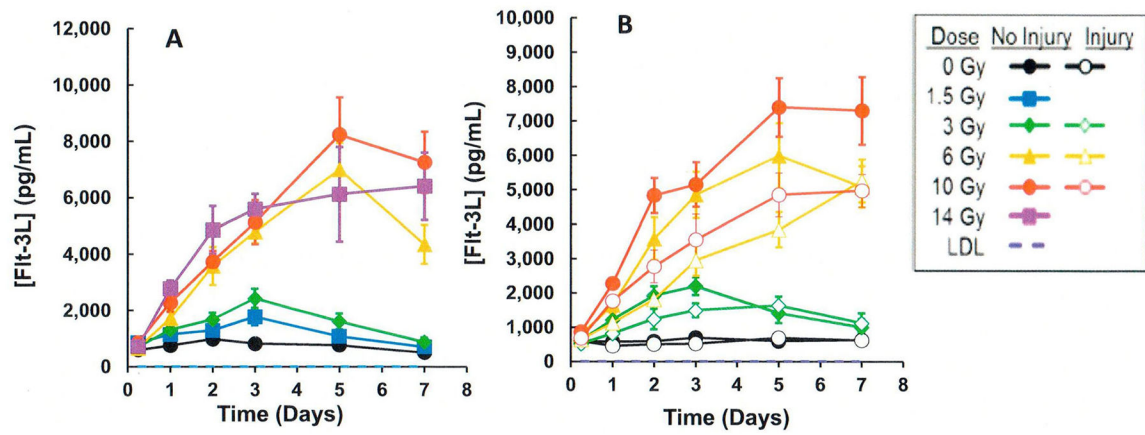 A
12,000
10,000
8,000
6,000
4,000
2,000
0
[Flt-3L] (pg/mL)
0 1 2 3 4 5 6 7 8
Time (Days)
B
10,000
9,000
8,000
7,000
6,000
5,000
4,000
3,000
2,000
1,000
0
[Flt-3L] (pg/mL)
0 1 2 3 4 5 6 7 8
Time (Days)
Dose No Injury Injury
0 Gy
1.5 Gy
3 Gy
6 Gy
10 Gy
14 Gy
LDL